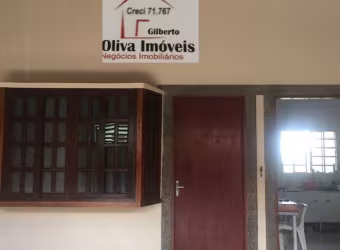 Creci 71.767
Gilberto
Oliva Imóveis
Negócios Imobiliários